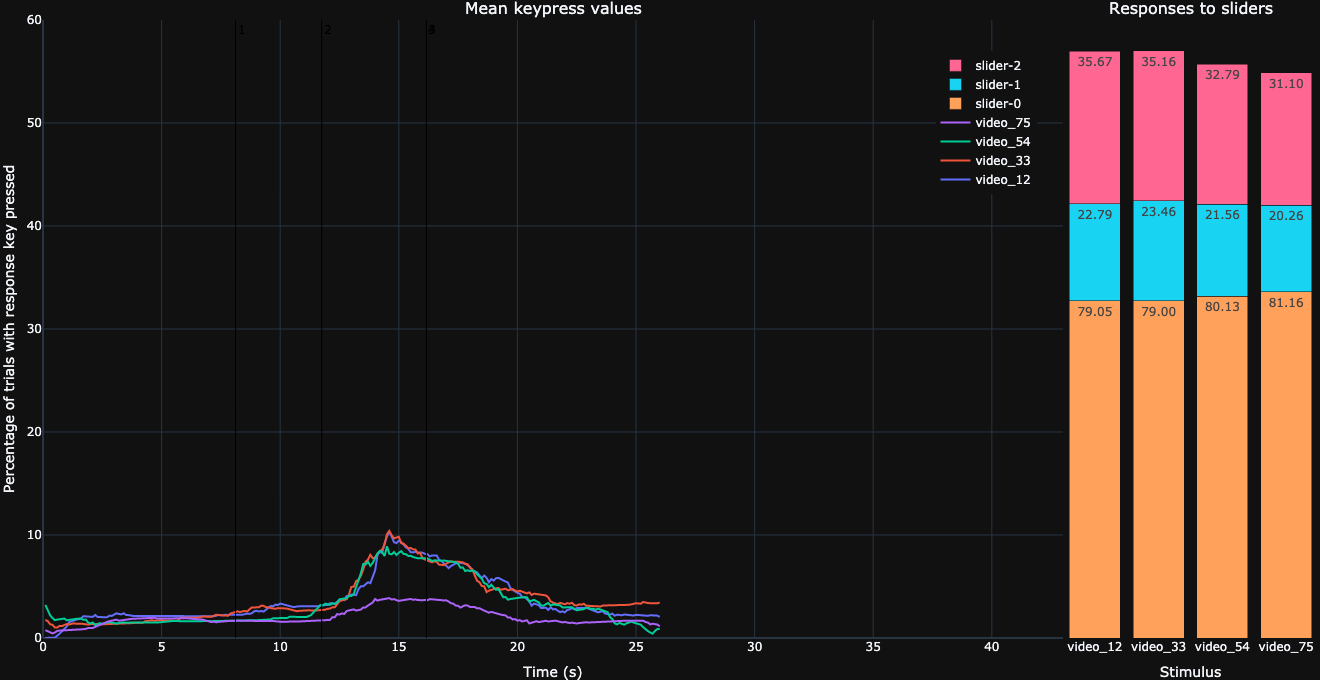 Mean keypress values
Responses to sliders
Percentage of trials with response key pressed
60
50
40
30
20
10
0
1
2
slider-2
slider-1
slider-0
video_75
video_54
video_33
video_12
0
5
10
15
20
25
30
35
40
Time (s)
35.67
35.16
32.79
31.10
22.79
23.46
21.56
20.26
79.05
79.00
80.13
81.16
video_12
video_33
video_54
video_75
Stimulus